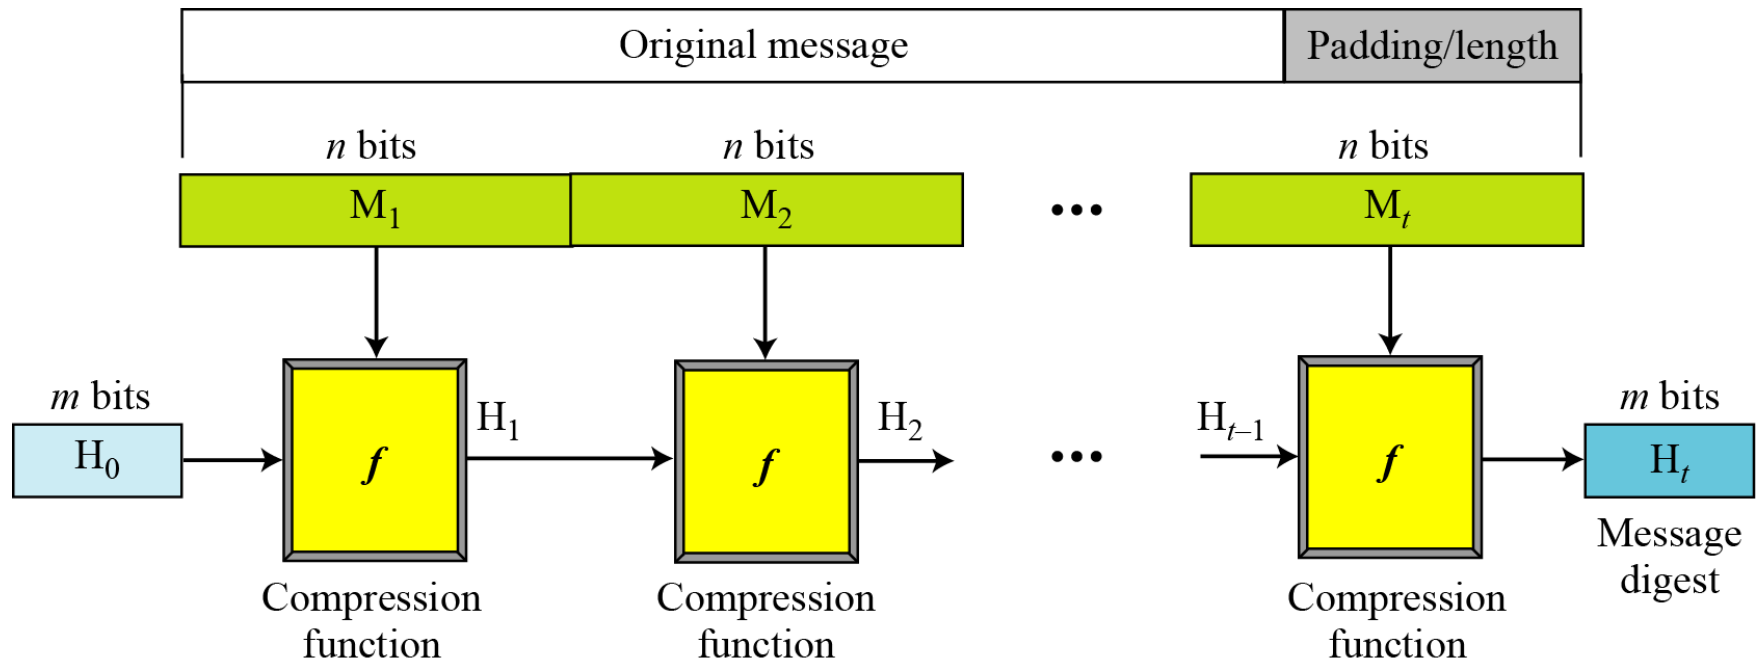 Original message
Padding/length
n bits
n bits
n bits
M1
M2
...
Mt
m bits
H0
f
H1
f
H2
...
Ht–1
f
m bits
Ht
Compression
function
Compression
function
Compression
function
Message
digest